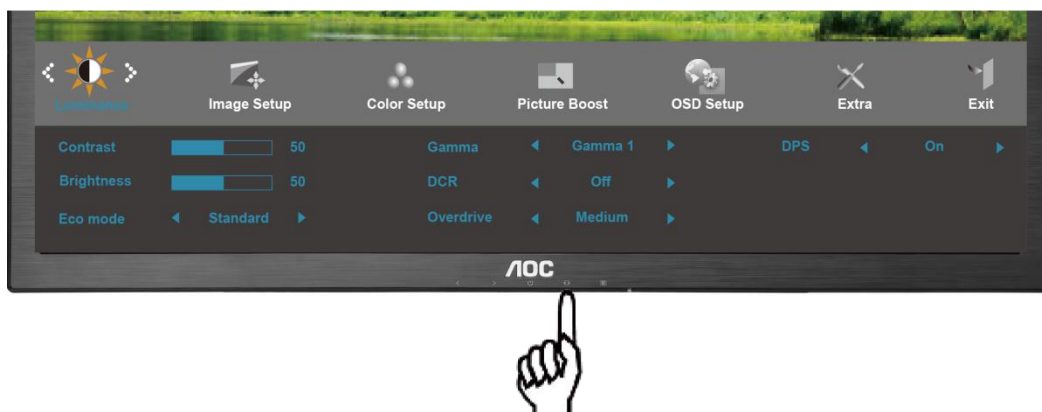 Luminance Image Setup Color Setup Picture Boost OSD Setup Extra Exit
Contrast 50 Gamma Gamma 1 DPS On
Brightness 50 DCR Off
Eco mode Standard Overdrive Medium
AOC